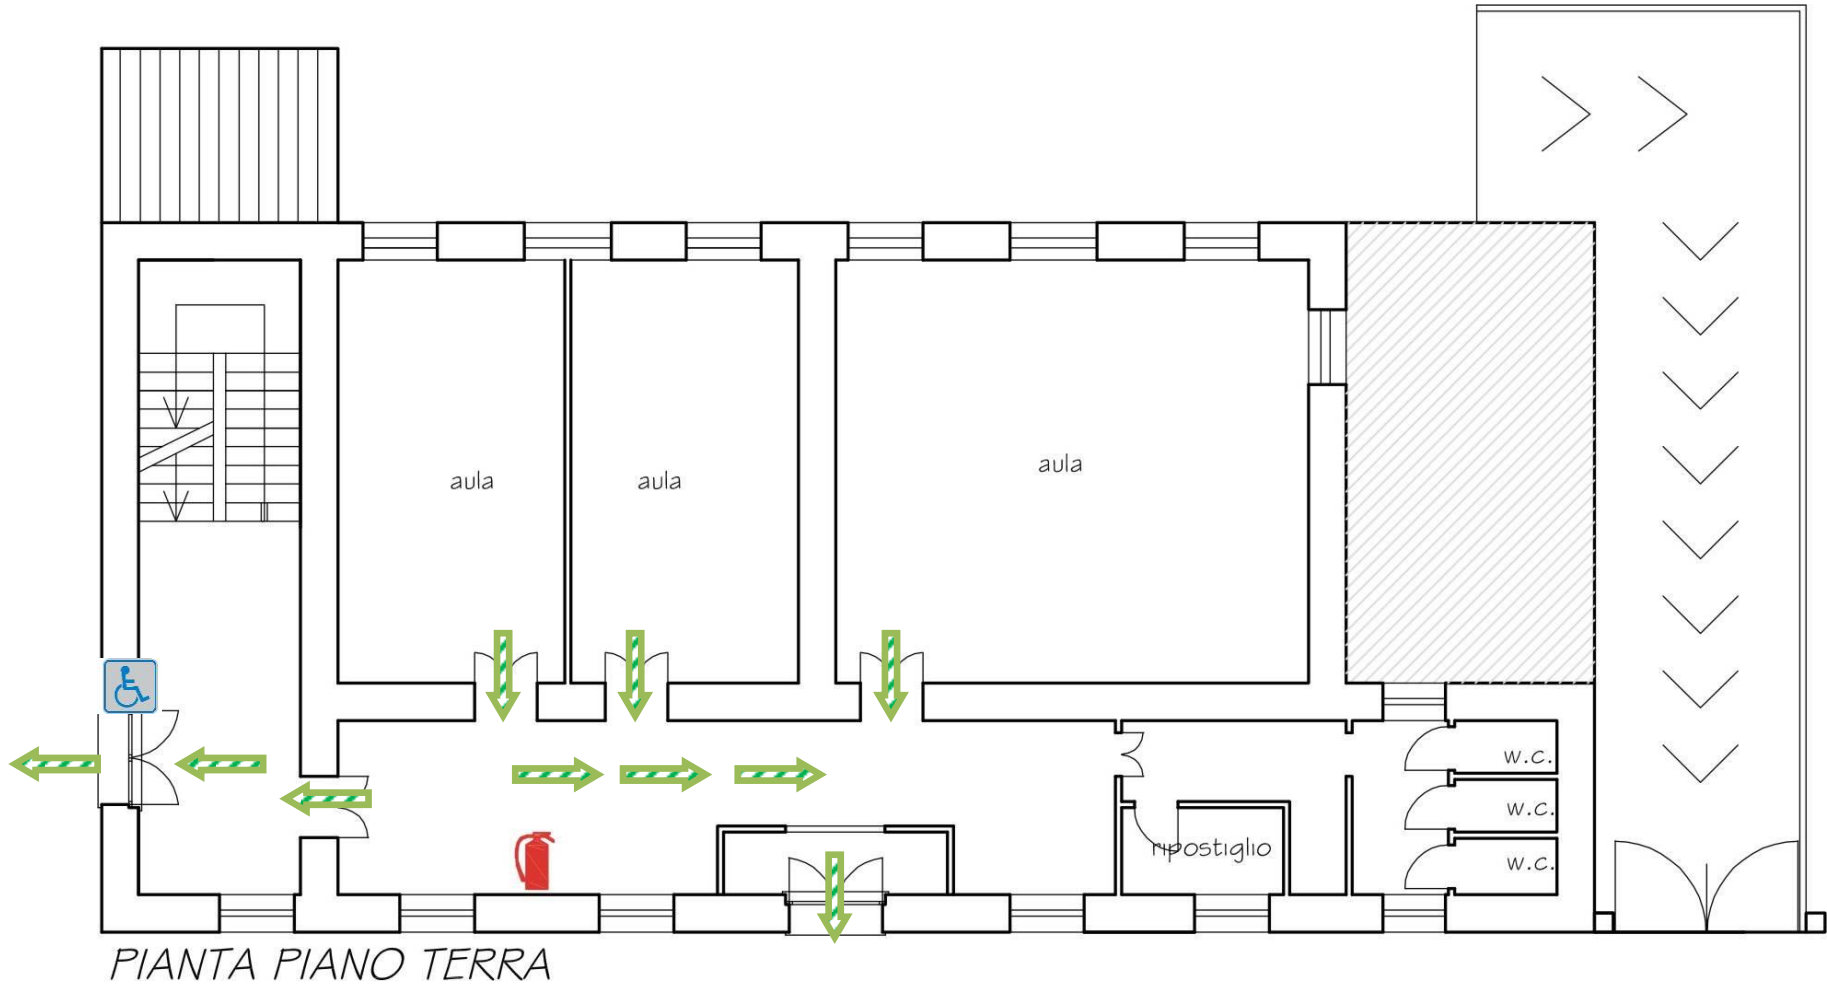 aula
aula
aula
w.c.
w.c.
ripostiglio
w.c.
PIANTA PIANO TERRA